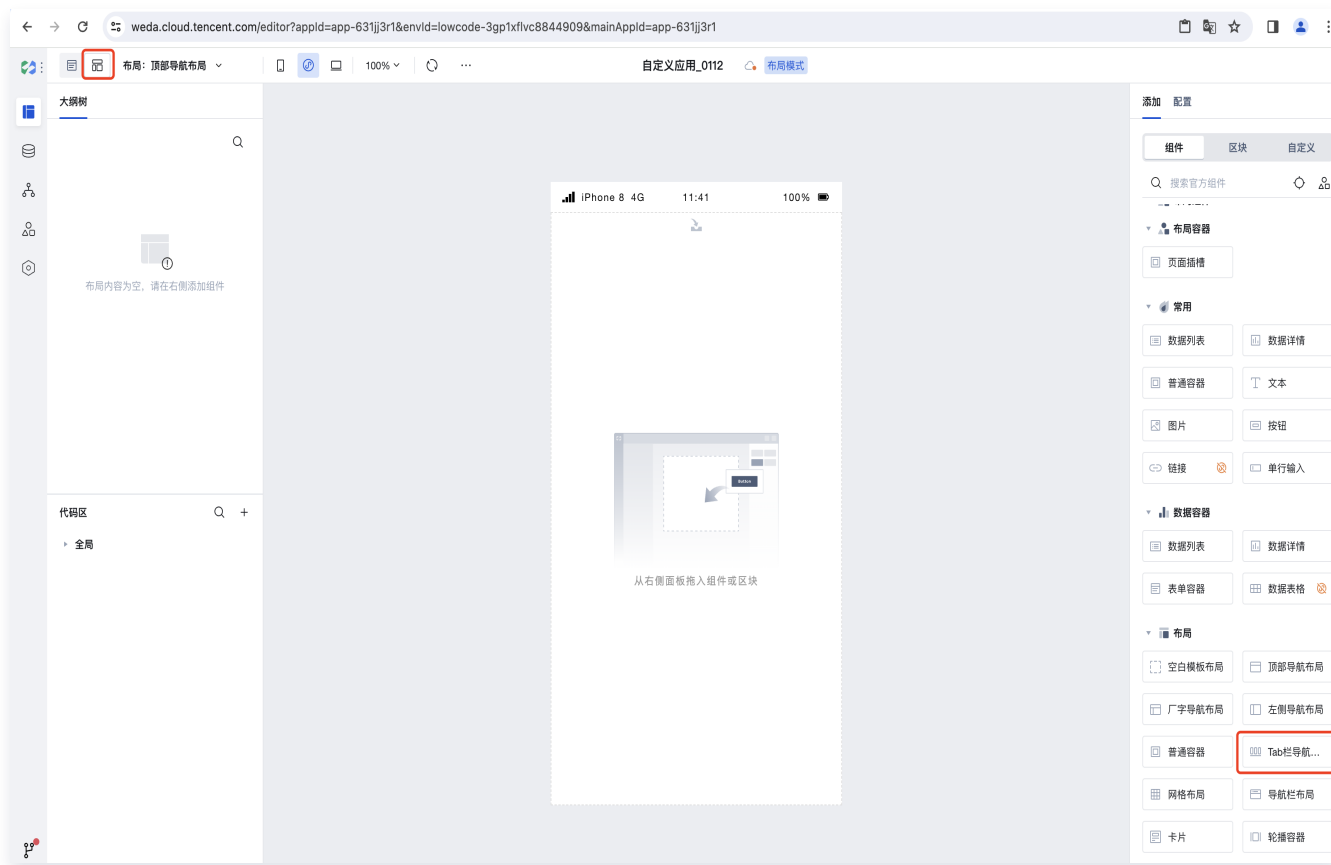 weda.cloud.tencent.com/editor?appId=app-631jj3r1&envId=lowcode-3gp1xflvc8844909&mainAppId=app-631jj3r1
布局：顶部导航布局
100%
自定义应用_0112
布局模式
大纲树
布局内容为空，请在右侧添加组件
代码区
全局
iPhone 8 4G 11:41 100%
Button
从右侧面板拖入组件或区块
添加 配置
组件 区块 自定义
搜索官方组件
布局容器
页面插槽
常用
数据列表 数据详情
普通容器 文本
图片 按钮
链接 单行输入
数据容器
数据列表 数据详情
表单容器 数据表格
布局
空白模板布局 顶部导航布局
厂字导航布局 左侧导航布局
普通容器 Tab栏导航...
网格布局 导航栏布局
卡片 轮播容器